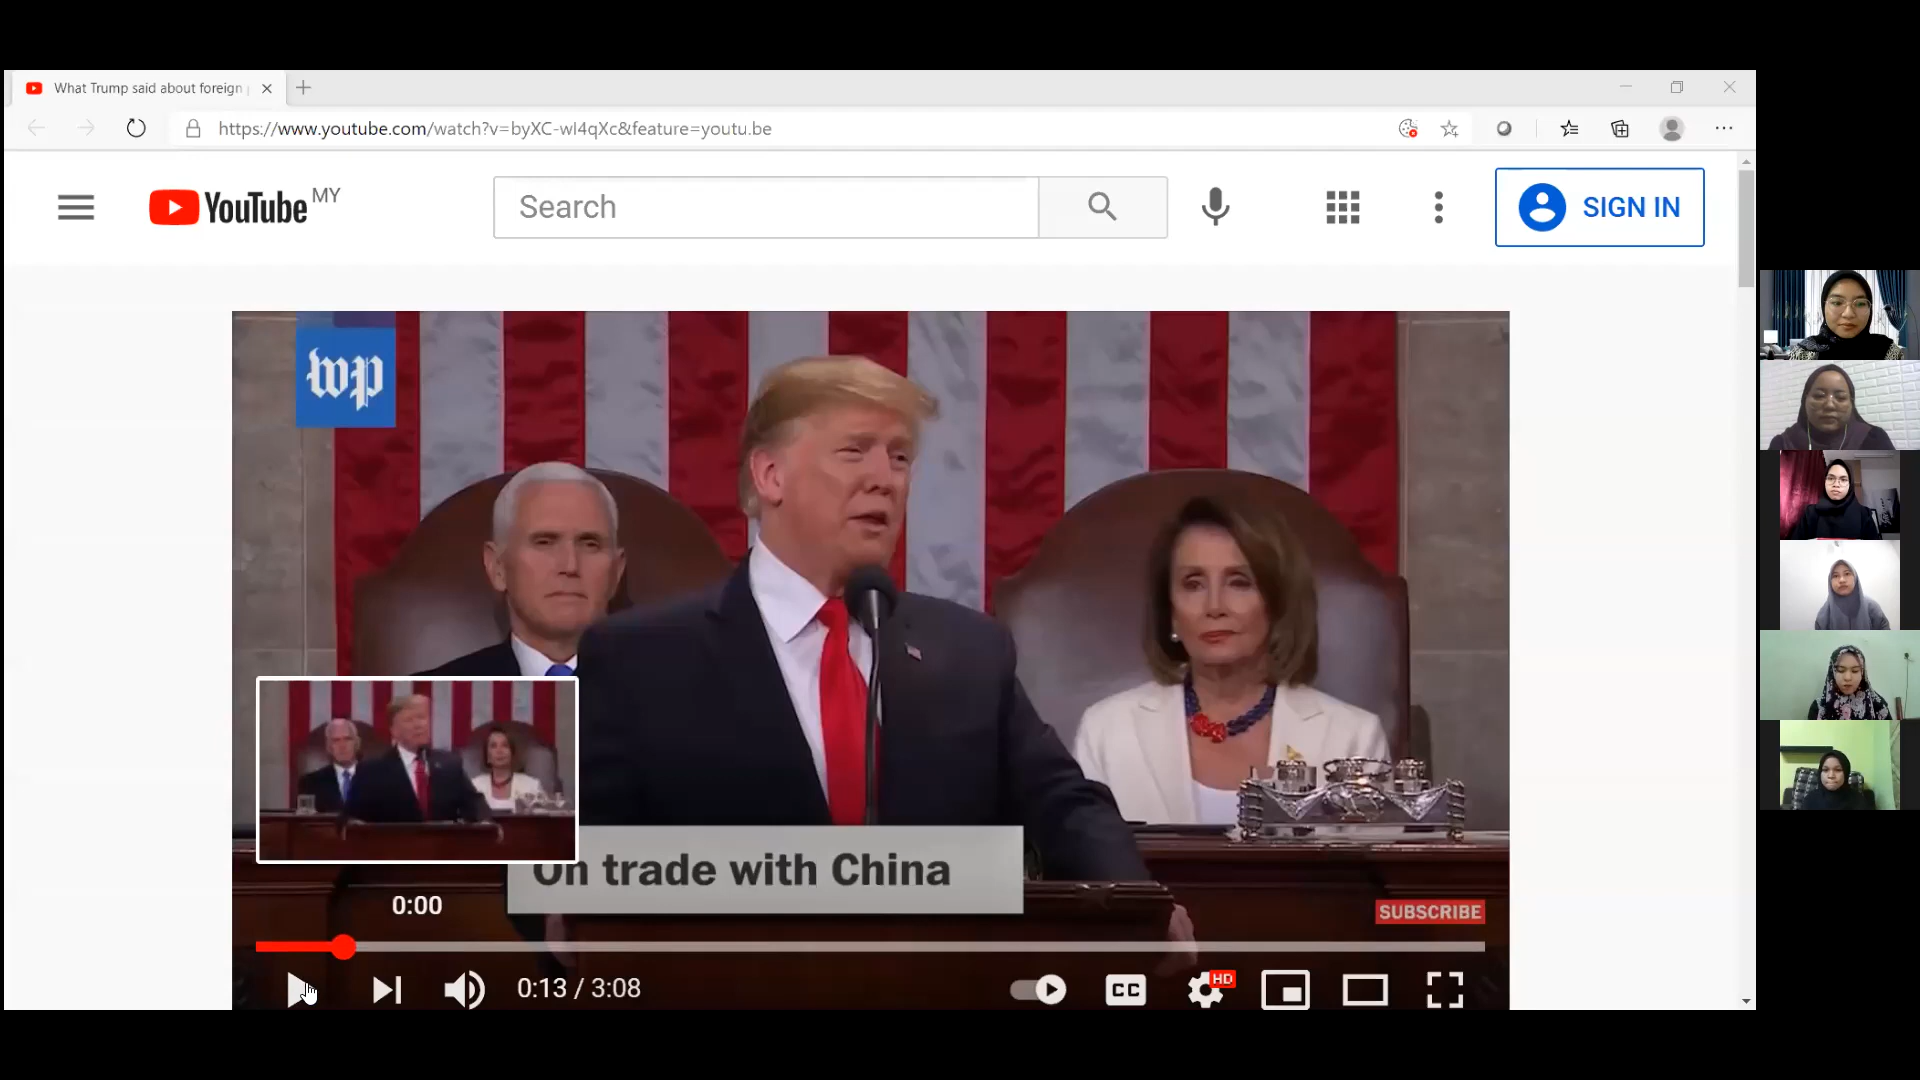 What Trump said about foreign
https://www.youtube.com/watch?v=byXC-wI4qXc&feature=youtu.be
YouTube MY
Search
SIGN IN
wp
On trade with China
0:00
SUBSCRIBE
0:13 / 3:08
CC
HD